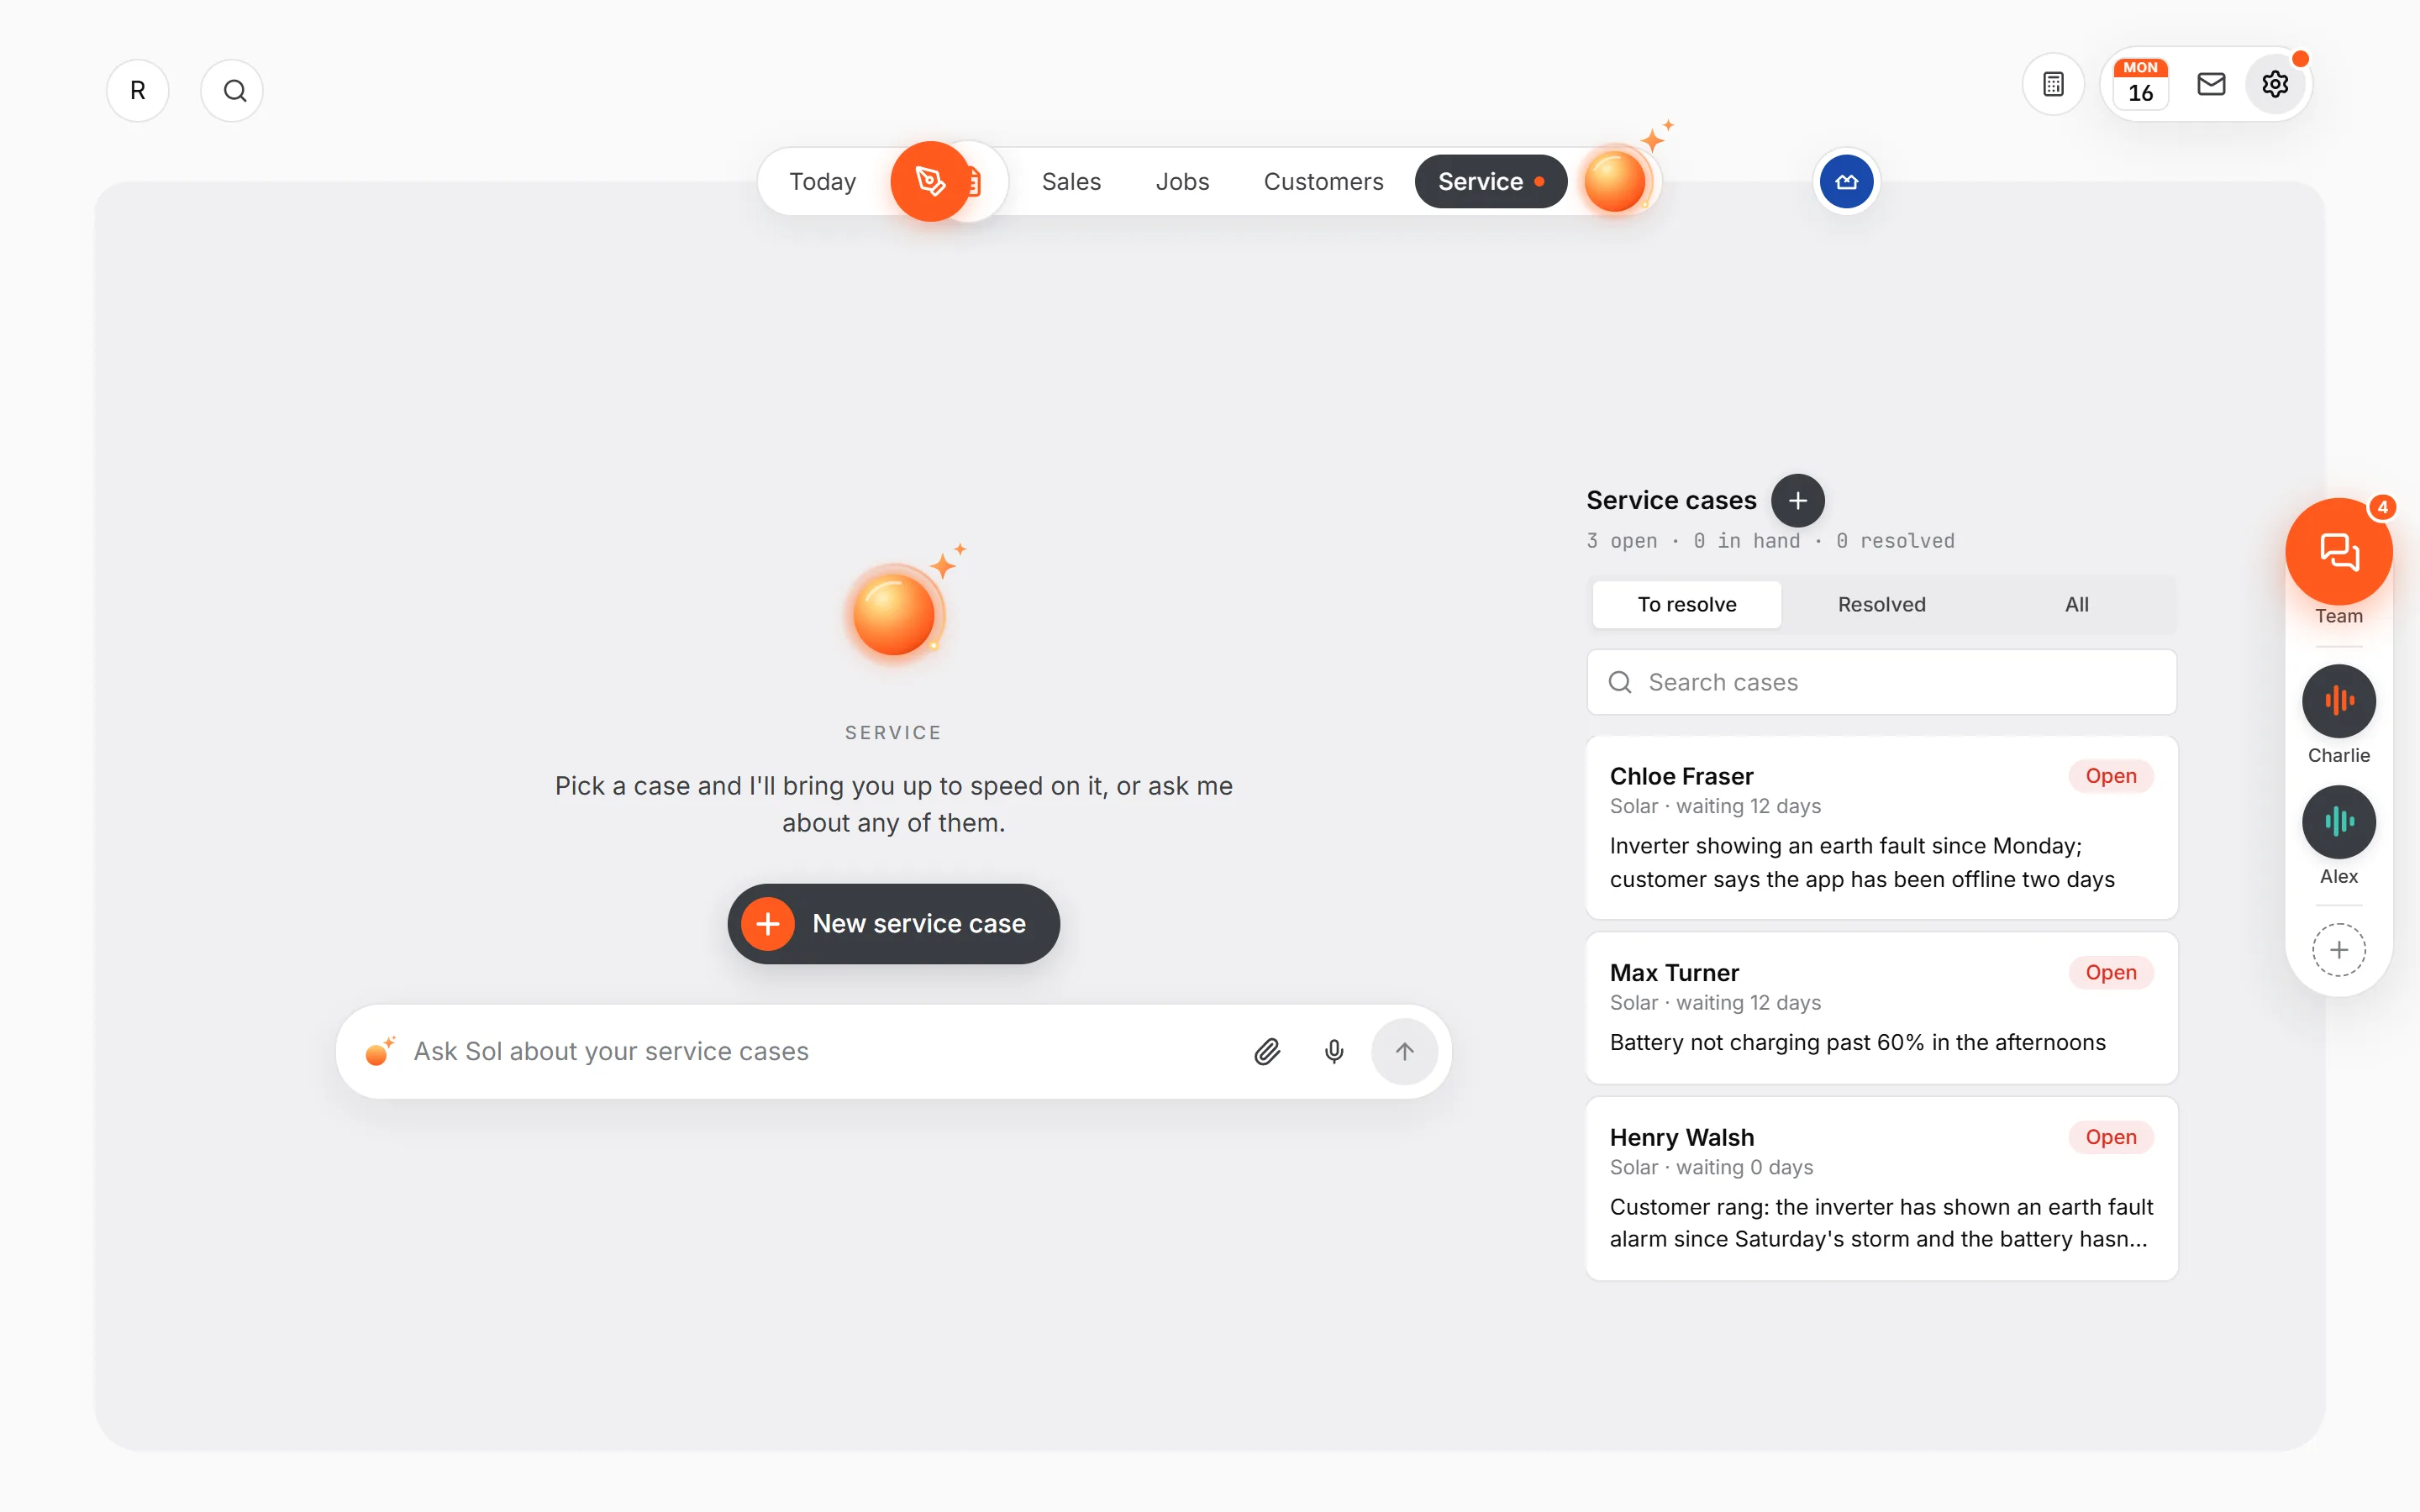 R
MON
16
Today
Sales
Jobs
Customers
Service
Service cases
3 open · 0 in hand · 0 resolved
To resolve
Resolved
All
Search cases
Chloe Fraser
Open
Solar · waiting 12 days
Inverter showing an earth fault since Monday;
customer says the app has been offline two days
Max Turner
Open
Solar · waiting 12 days
Battery not charging past 60% in the afternoons
Henry Walsh
Open
Solar · waiting 0 days
Customer rang: the inverter has shown an earth fault
alarm since Saturday's storm and the battery hasn...
SERVICE
Pick a case and I'll bring you up to speed on it, or ask me
about any of them.
New service case
Ask Sol about your service cases
4
Team
Charlie
Alex